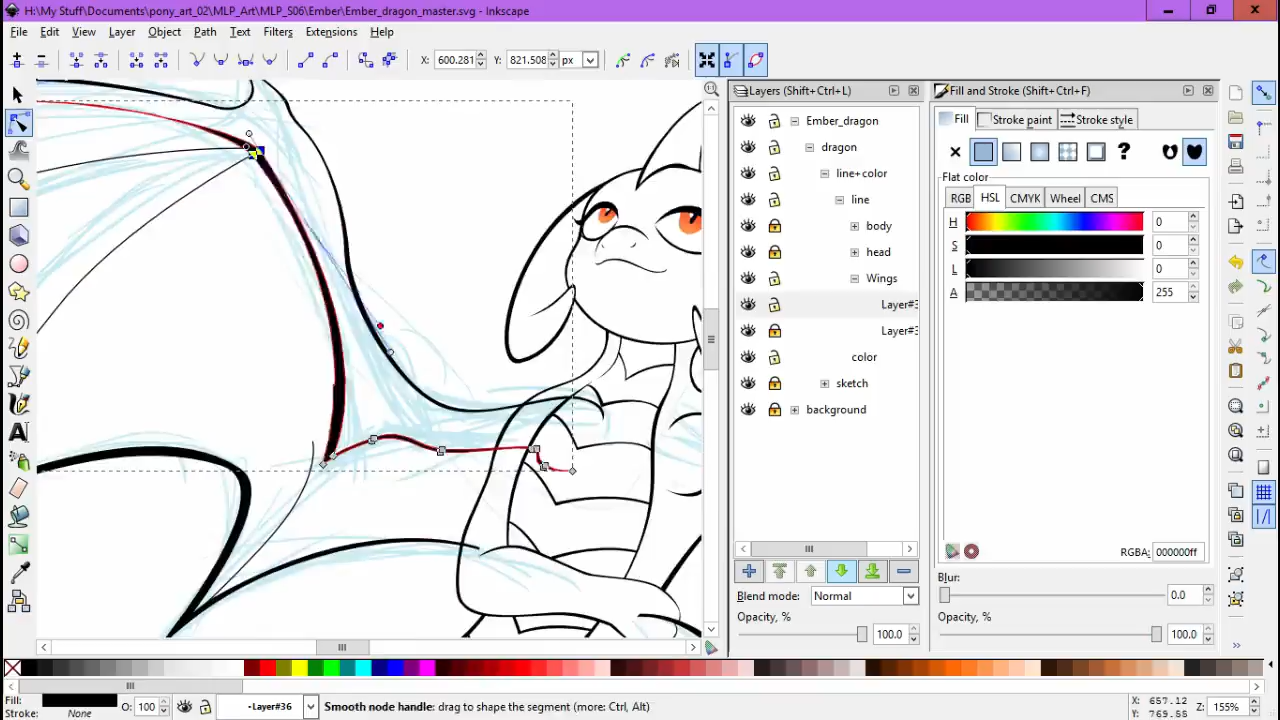 H:\My Stuff\Documents\pony_art_02\MLP_Art\MLP_S06\Ember\Ember_dragon_master.svg - Inkscape
File Edit View Layer Object Path Text Filters Extensions Help
X: 600.281 Y: 821.508 px
Layers (Shift+Ctrl+L)
Fill and Stroke (Shift+Ctrl+F)
Ember_dragon
Fill Stroke paint Stroke style
dragon
line+color
Flat color
line
RGB HSL CMYK Wheel CMS
body
H 0
head
S 0
Wings
L 0
A 255
Layer#3
Layer#3
color
sketch
background
RGBA: 000000ff
Blur:
0.0
Blend mode: Normal
Opacity, %
100.0
Opacity, %
100.0
Fill:
Stroke: None
O: 100
Layer#36
Smooth node handle: drag to shape the segment (more: Ctrl, Alt)
X: 657.12
Y: 769.55
Z: 155%